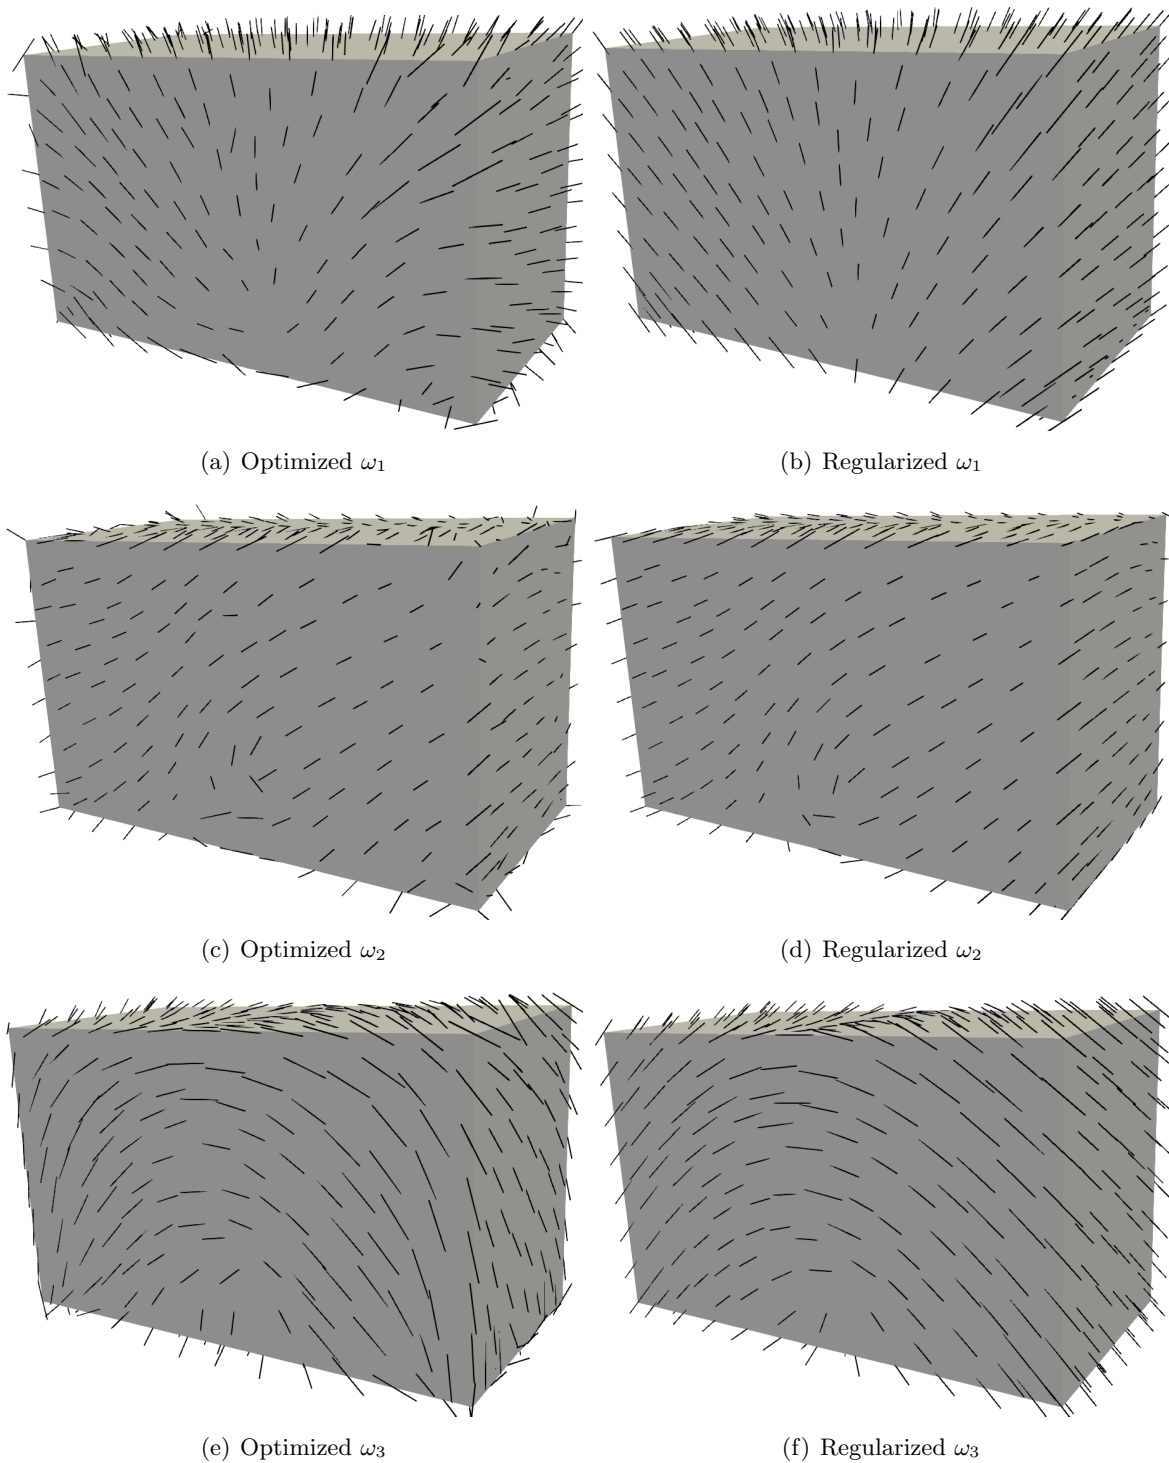 (a) Optimized ω₁
(b) Regularized ω₁
(c) Optimized ω₂
(d) Regularized ω₂
(e) Optimized ω₃
(f) Regularized ω₃